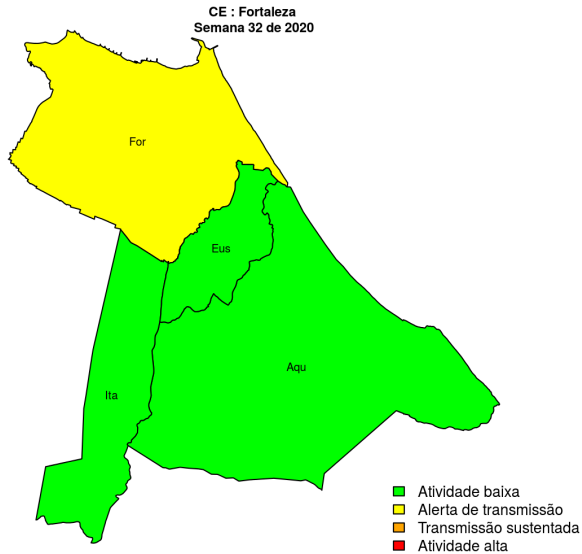 CE : Fortaleza
Semana 32 de 2020
For
Eus
Aqu
Ita
Atividade baixa
Alerta de transmissão
Transmissão sustentada
Atividade alta